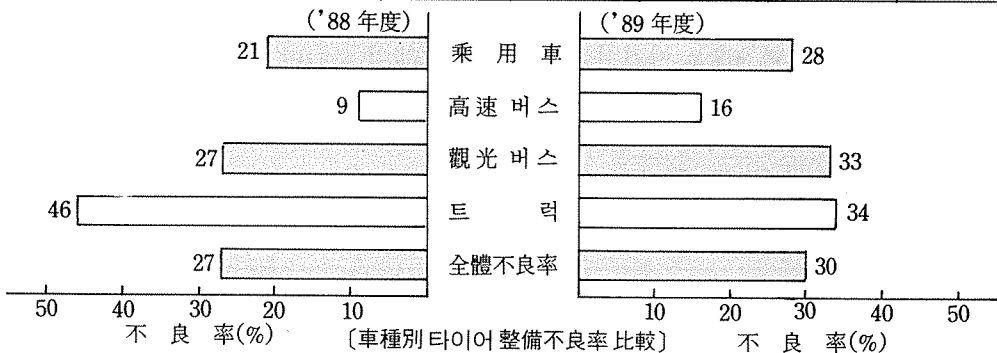 ('88 年度) ('89 年度)
21 乘 用 車 28
9 高速 버스 16
27 觀光 버스 33
46 트 럭 34
27 全體不良率 30
50 40 30 20 10 10 20 30 40 50
不 良 率(%) 〔車種別 타이어 整備不良率 比較〕 不 良 率(%)